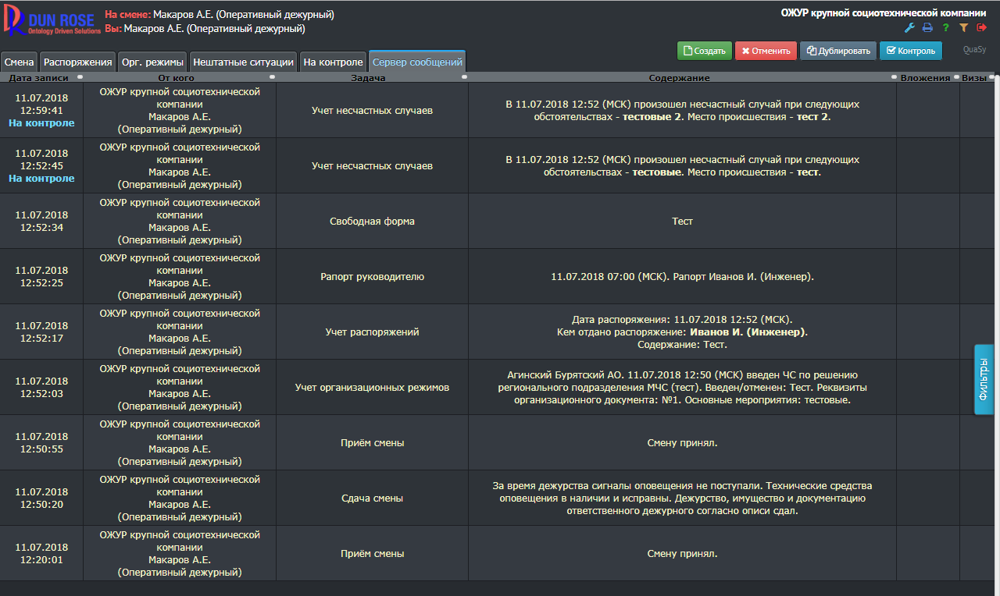 DUN ROSE
Ontology Driven Solutions
На смене: Макаров А.Е. (Оперативный дежурный)
Вы: Макаров А.Е. (Оперативный дежурный)
ОЖУР крупной социотехнической компании
Создать Отменить Дублировать Контроль QuaSy
Смена Распоряжения Орг. режимы Нештатные ситуации На контроле Сервер сообщений
Дата записи От кого Задача Содержание Вложения Визы
11.07.2018
12:59:41
На контроле
ОЖУР крупной социотехнической
компании
Макаров А.Е.
(Оперативный дежурный)
Учет несчастных случаев
В 11.07.2018 12:52 (МСК) произошел несчастный случай при следующих
обстоятельствах - тестовые 2. Место происшествия - тест 2.
11.07.2018
12:52:45
На контроле
ОЖУР крупной социотехнической
компании
Макаров А.Е.
(Оперативный дежурный)
Учет несчастных случаев
В 11.07.2018 12:52 (МСК) произошел несчастный случай при следующих
обстоятельствах - тестовые. Место происшествия - тест.
11.07.2018
12:52:34
ОЖУР крупной социотехнической
компании
Макаров А.Е.
(Оперативный дежурный)
Свободная форма
Тест
11.07.2018
12:52:25
ОЖУР крупной социотехнической
компании
Макаров А.Е.
(Оперативный дежурный)
Рапорт руководителю
11.07.2018 07:00 (МСК). Рапорт Иванов И. (Инженер).
11.07.2018
12:52:17
ОЖУР крупной социотехнической
компании
Макаров А.Е.
(Оперативный дежурный)
Учет распоряжений
Дата распоряжения: 11.07.2018 12:52 (МСК).
Кем отдано распоряжение: Иванов И. (Инженер).
Содержание: Тест.
11.07.2018
12:52:03
ОЖУР крупной социотехнической
компании
Макаров А.Е.
(Оперативный дежурный)
Учет организационных режимов
Агинский Бурятский АО. 11.07.2018 12:50 (МСК) введен ЧС по решению
регионального подразделения МЧС (тест). Введен/отменен: Тест. Реквизиты
организационного документа: №1. Основные мероприятия: тестовые.
11.07.2018
12:50:55
ОЖУР крупной социотехнической
компании
Макаров А.Е.
(Оперативный дежурный)
Приём смены
Смену принял.
11.07.2018
12:50:20
ОЖУР крупной социотехнической
компании
Макаров А.Е.
(Оперативный дежурный)
Сдача смены
За время дежурства сигналы оповещения не поступали. Технические средства
оповещения в наличии и исправны. Дежурство, имущество и документацию
ответственного дежурного согласно описи сдал.
11.07.2018
12:20:01
ОЖУР крупной социотехнической
компании
Макаров А.Е.
(Оперативный дежурный)
Приём смены
Смену принял.
Фильтры